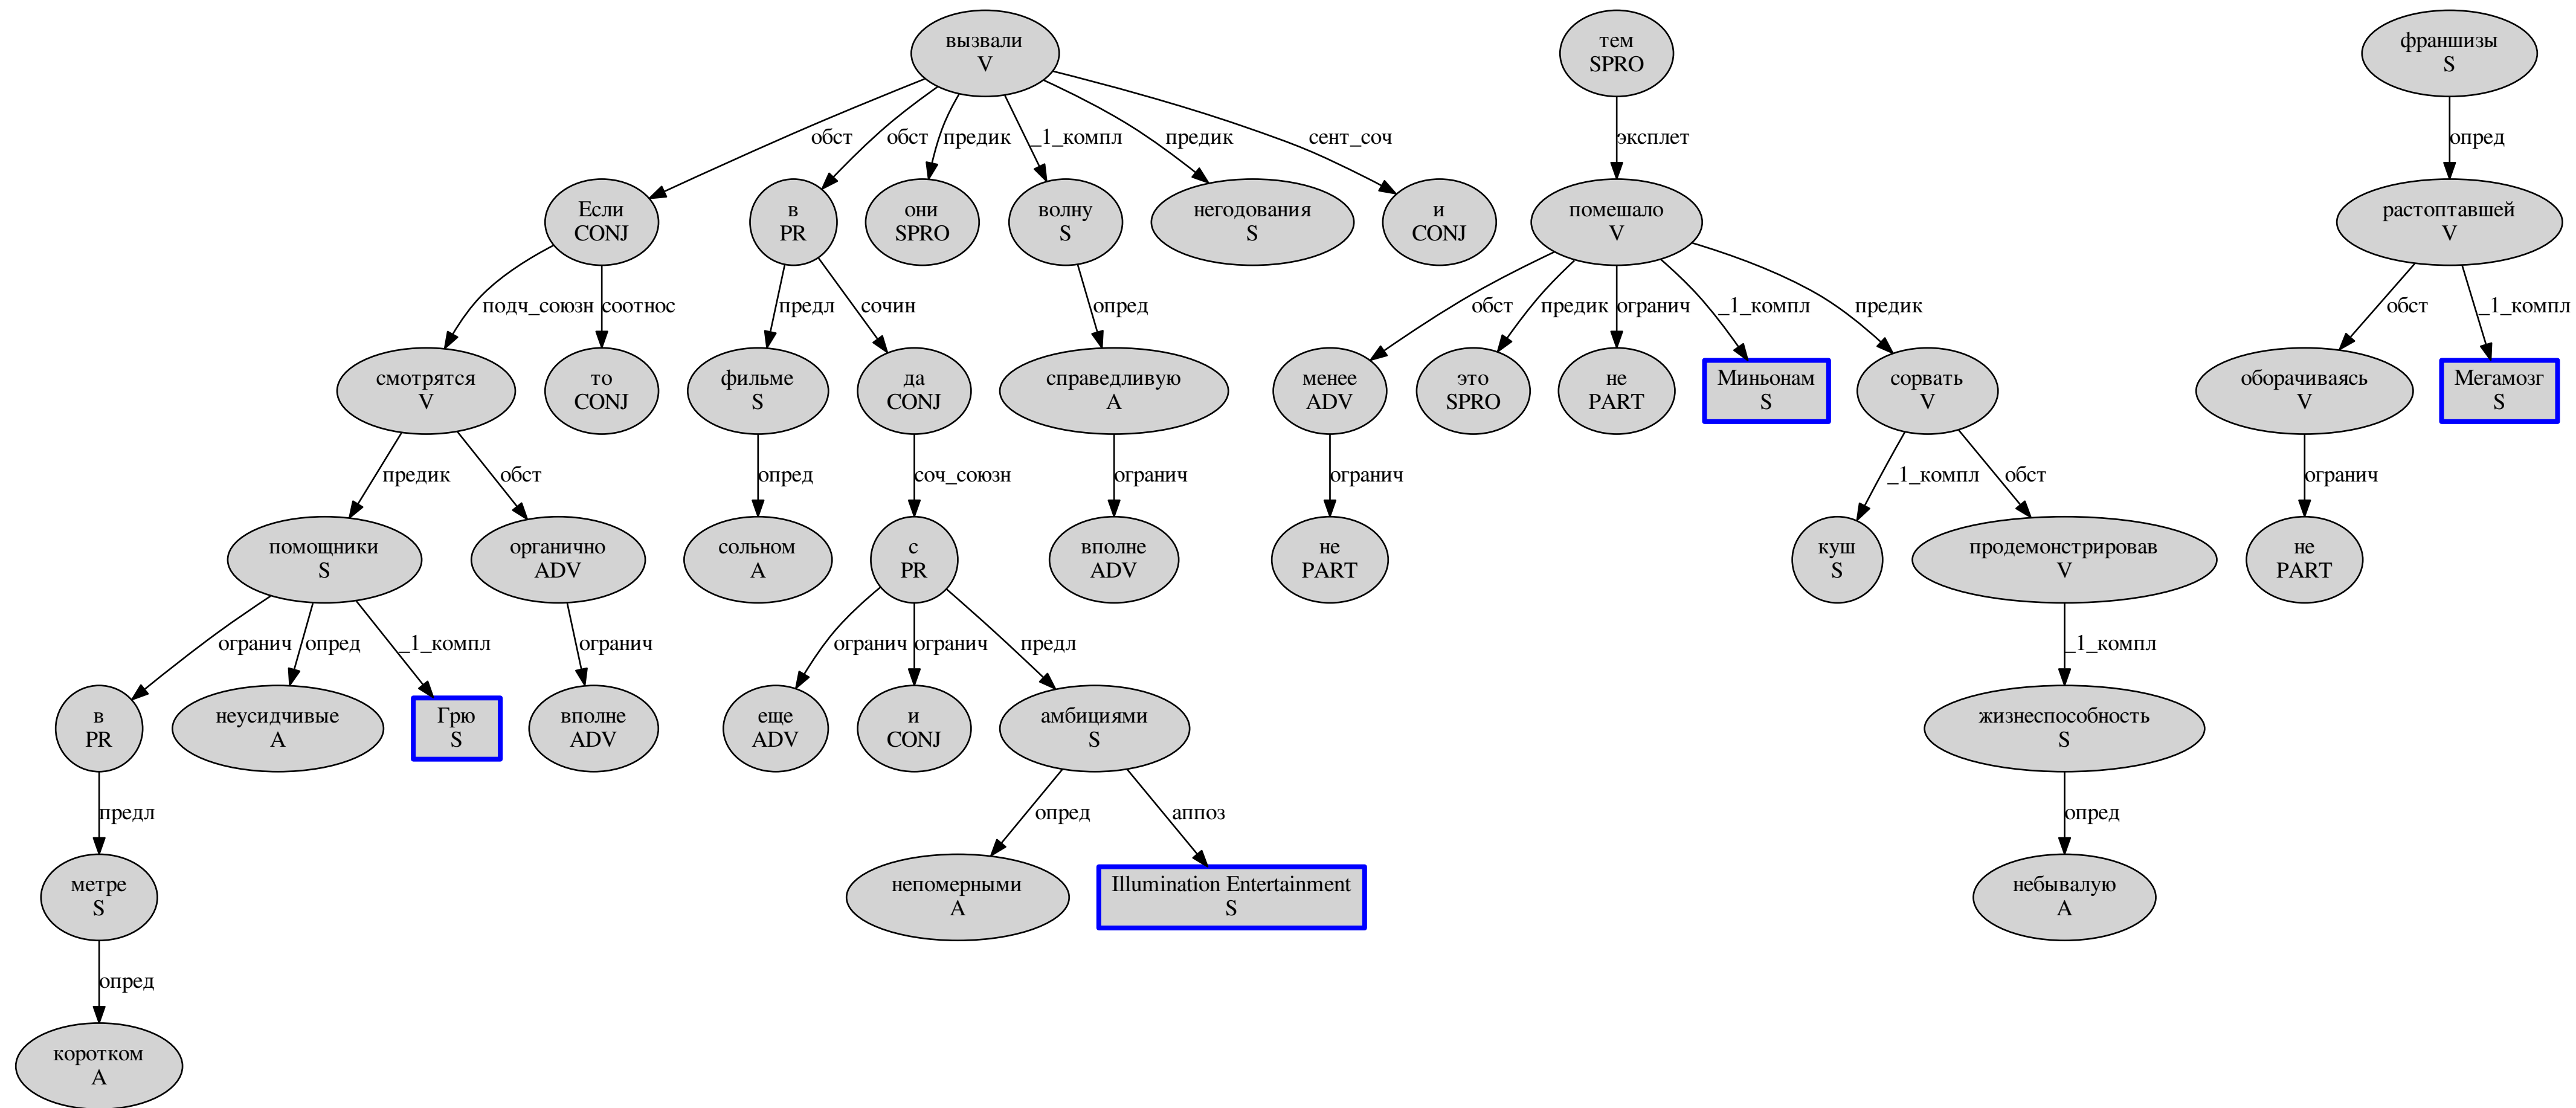 вызвали
V
тем
SPRO
франшизы
S
обст
обст
предик
_1_компл
предик
сент_соч
эксплет
опред
Если
CONJ
в
PR
они
SPRO
волну
S
негодования
S
и
CONJ
помешало
V
растоптавшей
V
подч_союзн
соотнос
предл
сочин
опред
обст
предик
огранич
_1_компл
предик
обст
_1_компл
смотрятся
V
то
CONJ
фильме
S
да
CONJ
справедливую
A
менее
ADV
это
SPRO
не
PART
Миньонам
S
сорвать
V
оборачиваясь
V
Мегамозг
S
предик
обст
опред
соч_союзн
огранич
огранич
_1_компл
обст
огранич
помощники
S
органично
ADV
сольном
A
с
PR
вполне
ADV
не
PART
куш
S
продемонстрировав
V
не
PART
огранич
опред
_1_компл
огранич
огранич
огранич
предл
_1_компл
в
PR
неусидчивые
A
Грю
S
вполне
ADV
еще
ADV
и
CONJ
амбициями
S
жизнеспособность
S
предл
опред
аппоз
опред
метре
S
непомерными
A
Illumination Entertainment
S
небывалую
A
опред
коротком
A